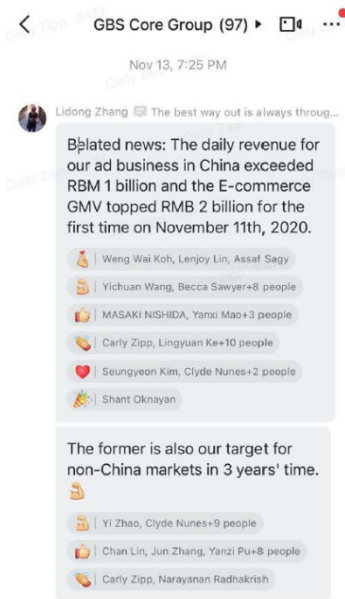 GBS Core Group (97)
Nov 13, 7:25 PM
Lidong Zhang The best way out is always throug...
Belated news: The daily revenue for
our ad business in China exceeded
RBM 1 billion and the E-commerce
GMV topped RMB 2 billion for the
first time on November 11th, 2020.
Weng Wai Koh, Lenjoy Lin, Assaf Sagy
Yichuan Wang, Becca Sawyer+8 people
MASAKI NISHIDA, Yanxi Mao+3 people
Carly Zipp, Lingyuan Ke+10 people
Seungyeon Kim, Clyde Nunes+2 people
Shant Oknayan
The former is also our target for
non-China markets in 3 years' time.
Yi Zhao, Clyde Nunes+9 people
Chan Lin, Jun Zhang, Yanzi Pu+8 people
Carly Zipp, Narayanan Radhakrish